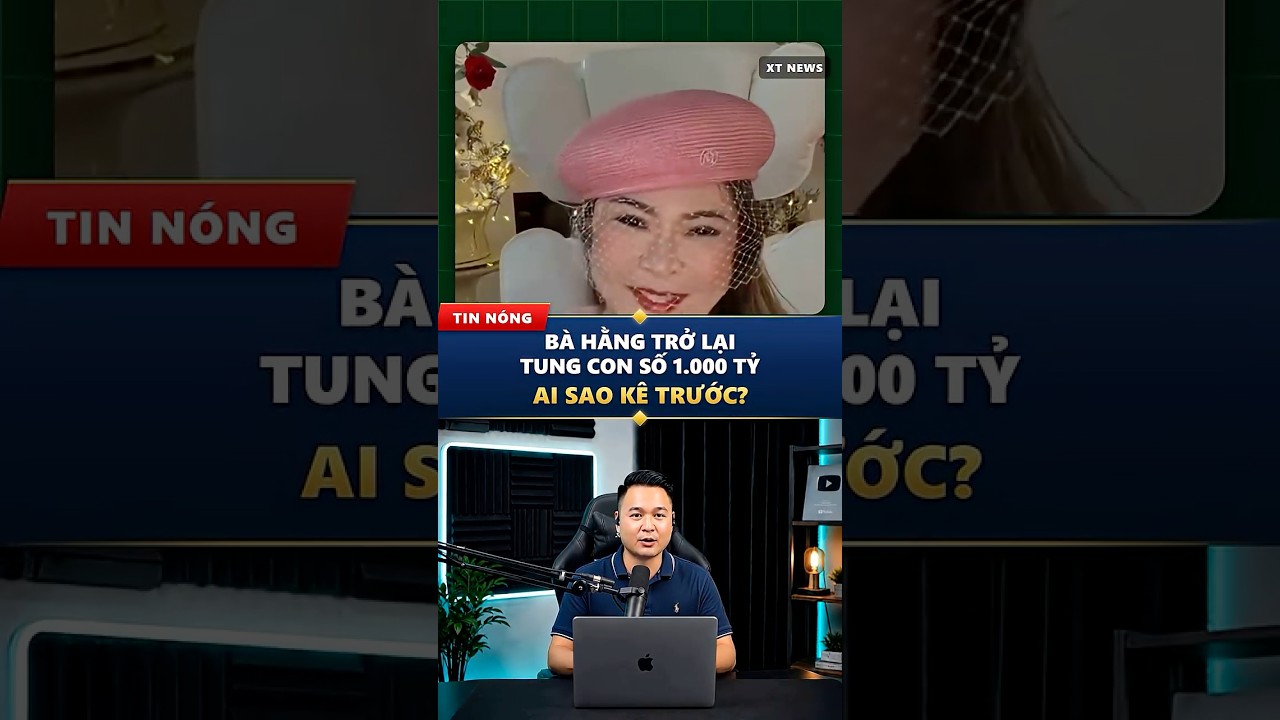 XT NEWS
TIN NÓNG
BÀ HẰNG TRỞ LẠI
TUNG CON SỐ 1.000 TỶ
AI SAO KÊ TRƯỚC?